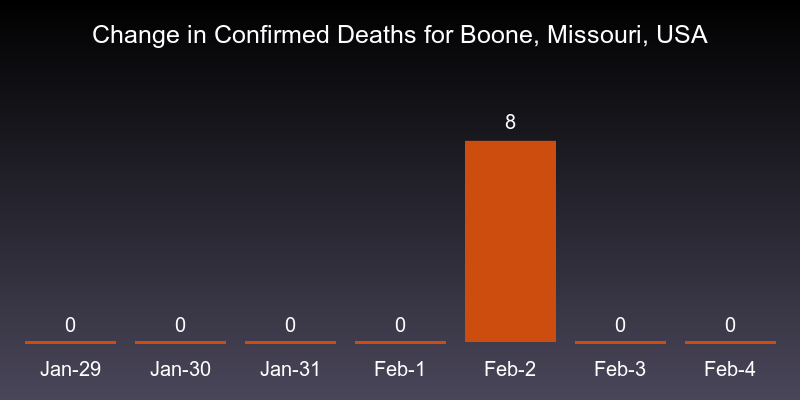 Change in Confirmed Deaths for Boone, Missouri, USA
8
0 0 0 0 0 0
Jan-29 Jan-30 Jan-31 Feb-1 Feb-2 Feb-3 Feb-4